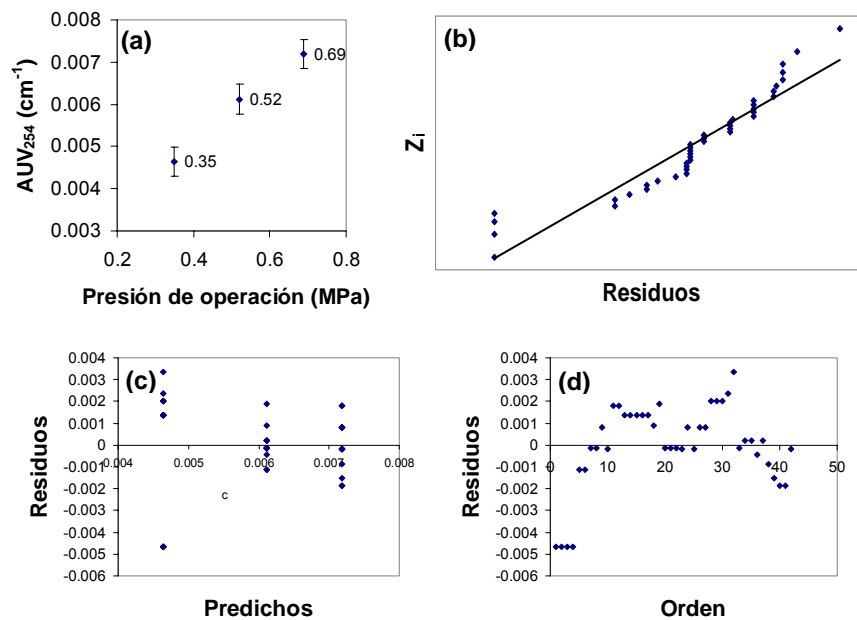 (a)
0.008
0.007
0.006
0.005
0.004
0.003
AUV254 (cm-1)
0.69
0.52
0.35
0.2 0.4 0.6 0.8
Presión de operación (MPa)
(b)
Zi
Residuos
(c)
0.004
0.003
0.002
0.001
0
-0.001
-0.002
-0.003
-0.004
-0.005
-0.006
Residuos
0.004 0.005 0.006 0.007 0.008
c
Predichos
(d)
0.004
0.003
0.002
0.001
0
-0.001
-0.002
-0.003
-0.004
-0.005
-0.006
Residuos
0 10 20 30 40 50
Orden